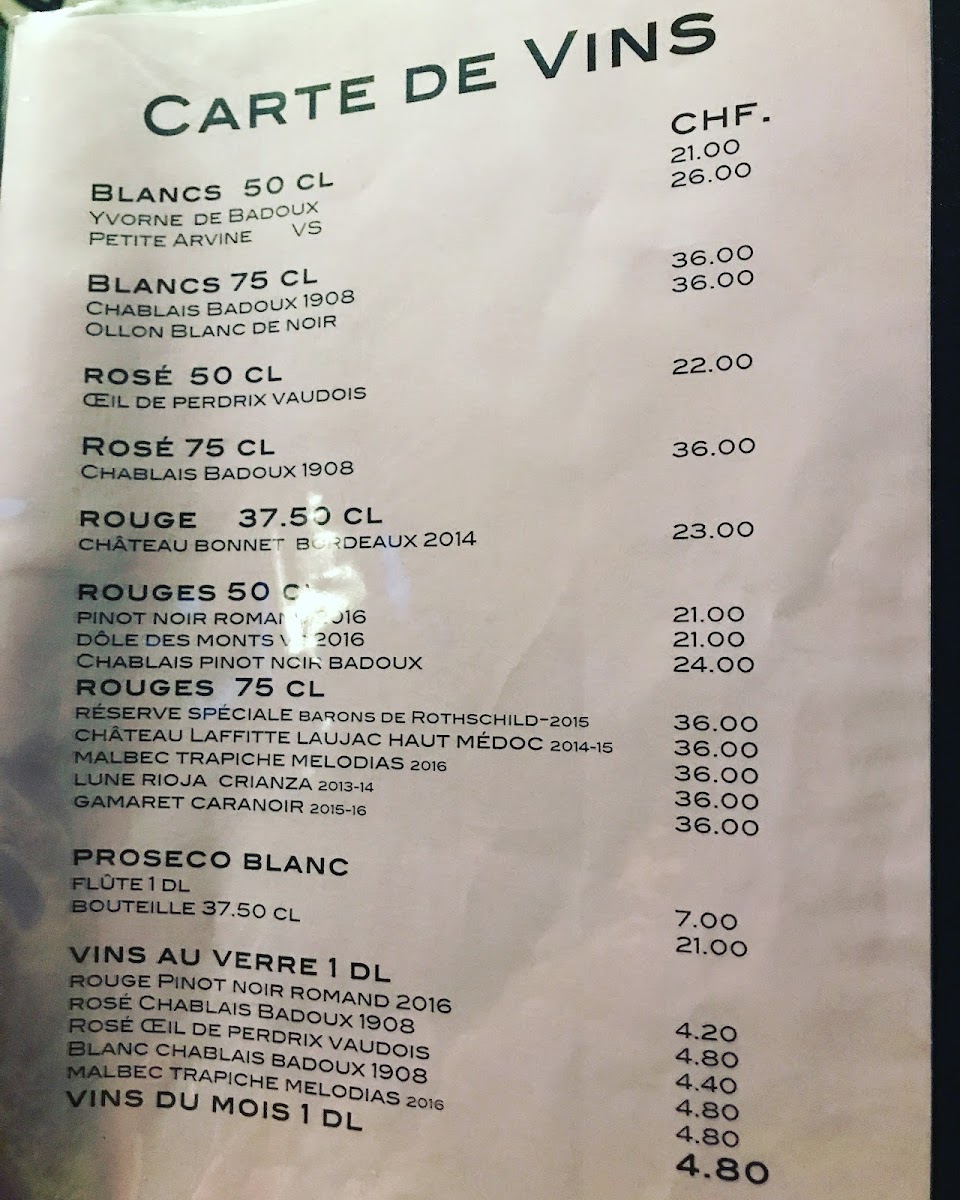 CARTE DE VINS
CHF.
BLANCS 50 CL
YVORNE DE BADOUX 21.00
PETITE ARVINE VS 26.00
BLANCS 75 CL
CHABLAIS BADOUX 1908 36.00
OLLON BLANC DE NOIR 36.00
ROSÉ 50 CL
ŒIL DE PERDRIX VAUDOIS 22.00
ROSÉ 75 CL
CHABLAIS BADOUX 1908 36.00
ROUGE 37.50 CL
CHÂTEAU BONNET BORDEAUX 2014 23.00
ROUGES 50
PINOT NOIR 21.00
DÔLE DES MONTS 2016 21.00
CHABLAIS PINOT NOIR BADOUX 24.00
ROUGES 75 CL
RÉSERVE SPÉCIALE BARONS DE ROTHSCHILD-2015 36.00
CHÂTEAU LAFFITTE LAUJAC HAUT MÉDOC 2014-15 36.00
MALBEC TRAPICHE MELODIAS 2016 36.00
LUNE RIOJA CRIANZA 2013-14 36.00
GAMARET CARANOIR 2015-16 36.00
PROSECO BLANC
FLÛTE 1 DL 7.00
BOUTEILLE 37.50 CL 21.00
VINS AU VERRE 1 DL
ROUGE PINOT NOIR ROMAND 2016 4.20
ROSÉ CHABLAIS BADOUX 1908 4.80
ROSÉ ŒIL DE PERDRIX VAUDOIS 4.40
BLANC CHABLAIS BADOUX 1908 4.80
MALBEC TRAPICHE MELODIAS 2016 4.80
VINS DU MOIS 1 DL 4.80